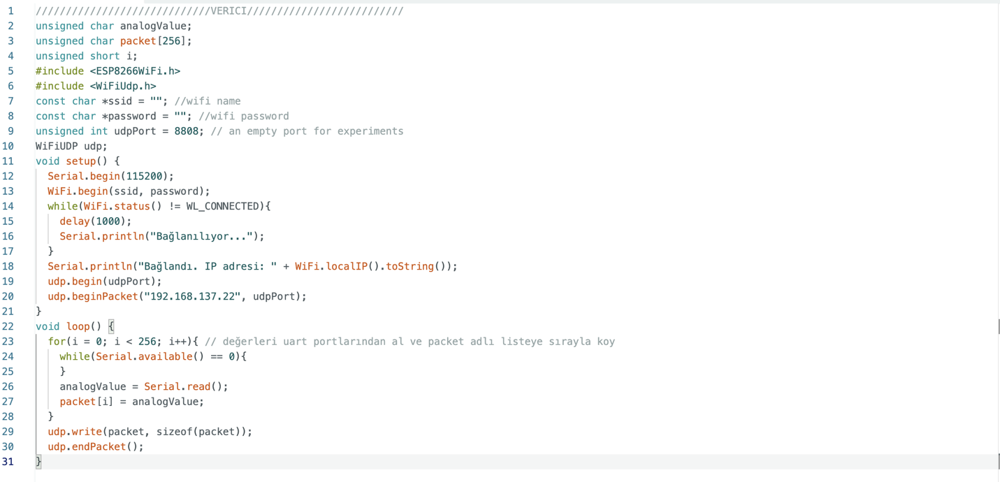 1 /////////////////////////////VERICI//////////////////////////
2 unsigned char analogValue;
3 unsigned char packet[256];
4 unsigned short i;
5 #include <ESP8266WiFi.h>
6 #include <WiFiUdp.h>
7 const char *ssid = ""; //wifi name
8 const char *password = ""; //wifi password
9 unsigned int udpPort = 8808; // an empty port for experiments
10 WiFiUDP udp;
11 void setup() {
12   Serial.begin(115200);
13   WiFi.begin(ssid, password);
14   while(WiFi.status() != WL_CONNECTED){
15     delay(1000);
16     Serial.println("Bağlanılıyor...");
17   }
18   Serial.println("Bağlandı. IP adresi: " + WiFi.localIP().toString());
19   udp.begin(udpPort);
20   udp.beginPacket("192.168.137.22", udpPort);
21 }
22 void loop() {
23   for(i = 0; i < 256; i++){ // değerleri uart portlarından al ve packet adlı listeye sırayla koy
24     while(Serial.available() == 0){
25     }
26     analogValue = Serial.read();
27     packet[i] = analogValue;
28   }
29   udp.write(packet, sizeof(packet));
30   udp.endPacket();
31 }